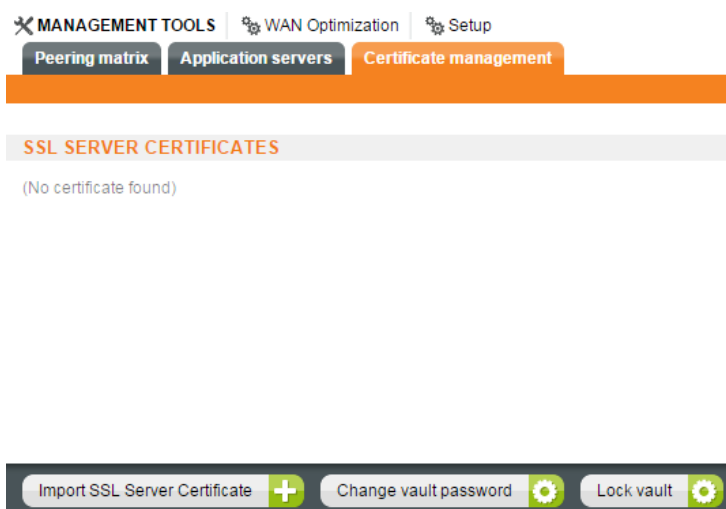 MANAGEMENT TOOLS WAN Optimization Setup
Peering matrix Application servers Certificate management
SSL SERVER CERTIFICATES
(No certificate found)
Import SSL Server Certificate Change vault password Lock vault